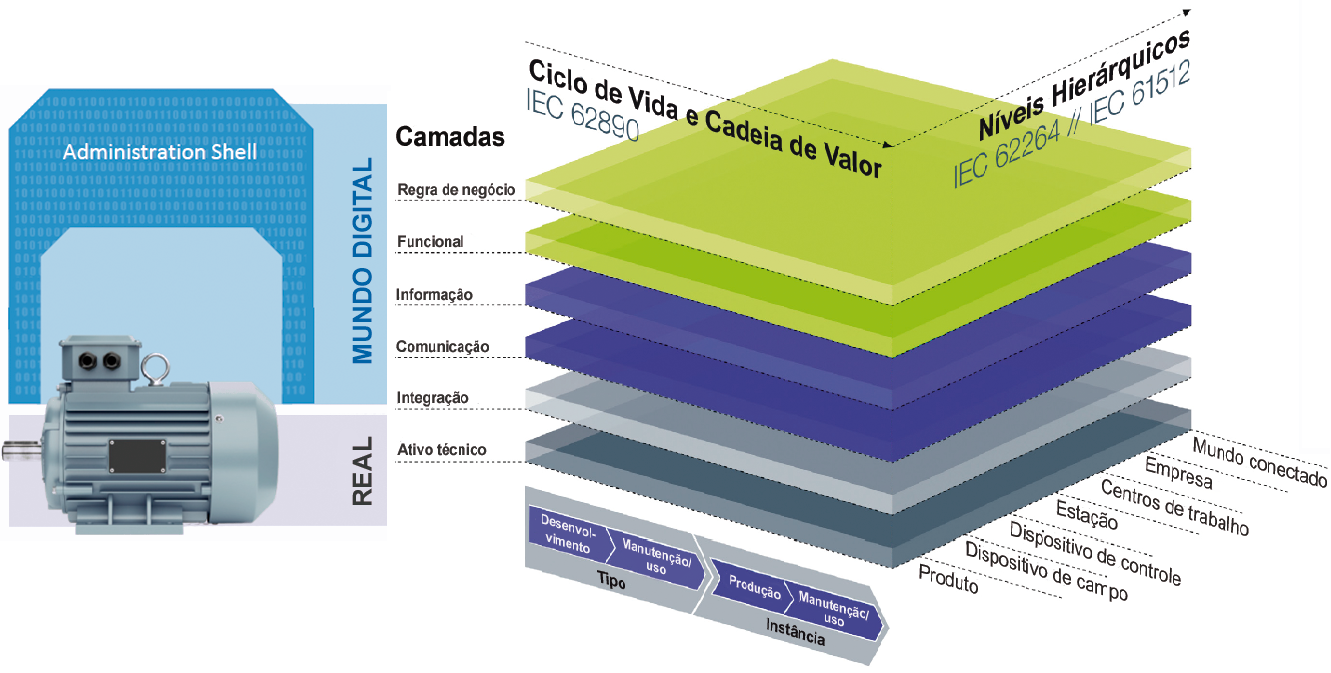 Administration Shell
MUNDO DIGITAL
REAL
Camadas
Regra de negócio
Funcional
Informação
Comunicação
Integração
Ativo técnico
Ciclo de Vida e Cadeia de Valor
IEC 62890
Níveis Hierárquicos
IEC 62264 // IEC 61512
Mundo conectado
Empresa
Centros de trabalho
Estação
Dispositivo de controle
Dispositivo de campo
Produto
Desenvol-
vimento
Manutenção/
uso
Tipo
Produção
Manutenção/
uso
Instância